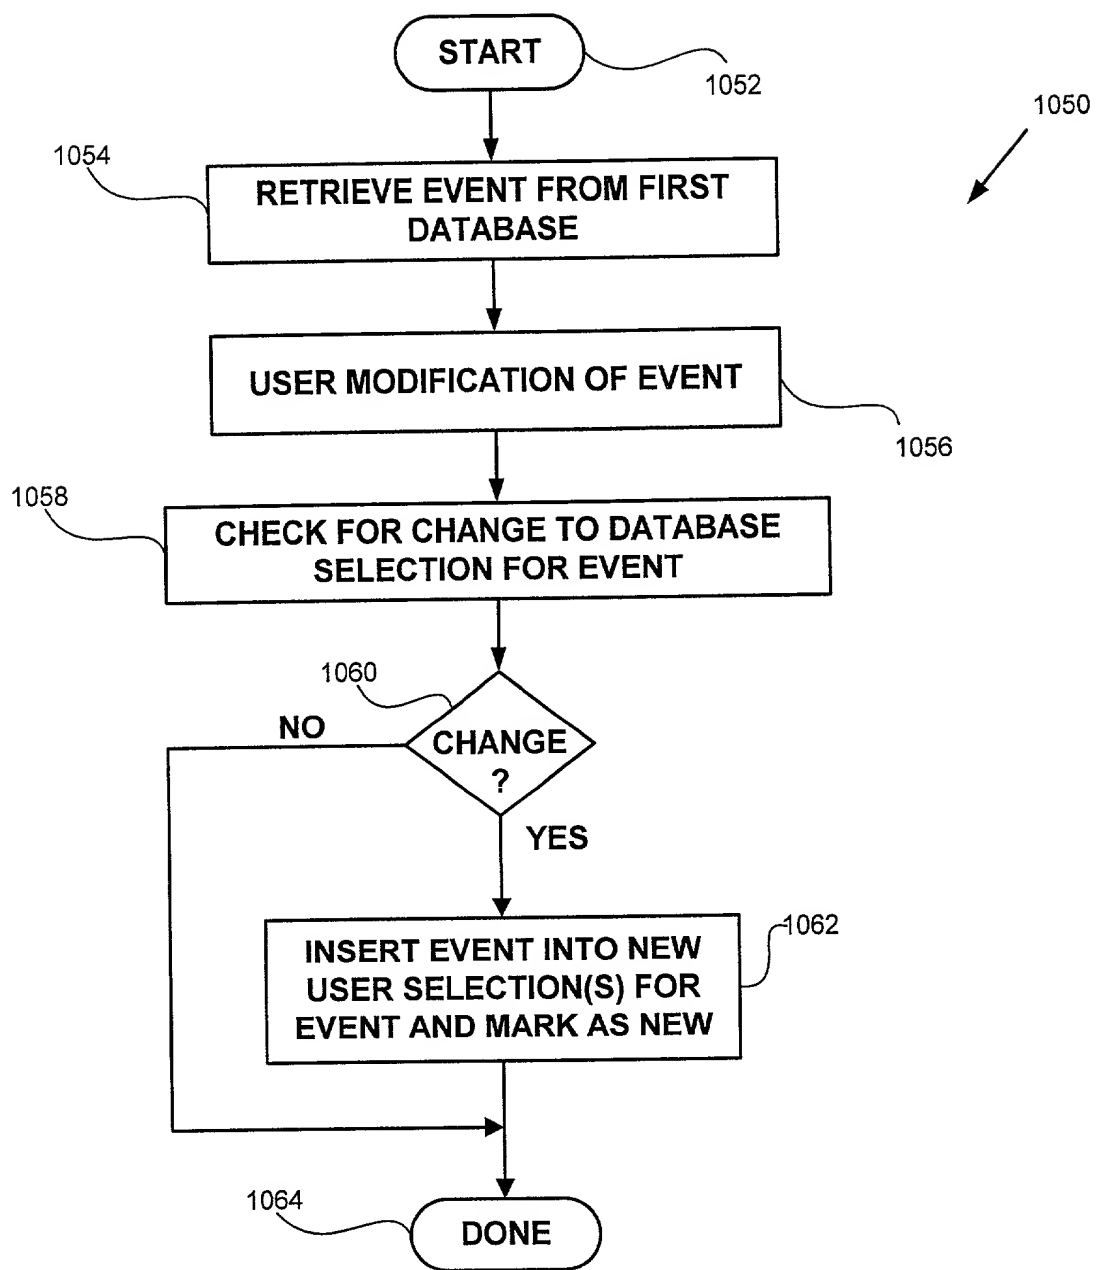 START
1052
1050
1054
RETRIEVE EVENT FROM FIRST
DATABASE
USER MODIFICATION OF EVENT
1056
1058
CHECK FOR CHANGE TO DATABASE
SELECTION FOR EVENT
1060
NO
CHANGE
?
YES
1062
INSERT EVENT INTO NEW
USER SELECTION(S) FOR
EVENT AND MARK AS NEW
1064
DONE